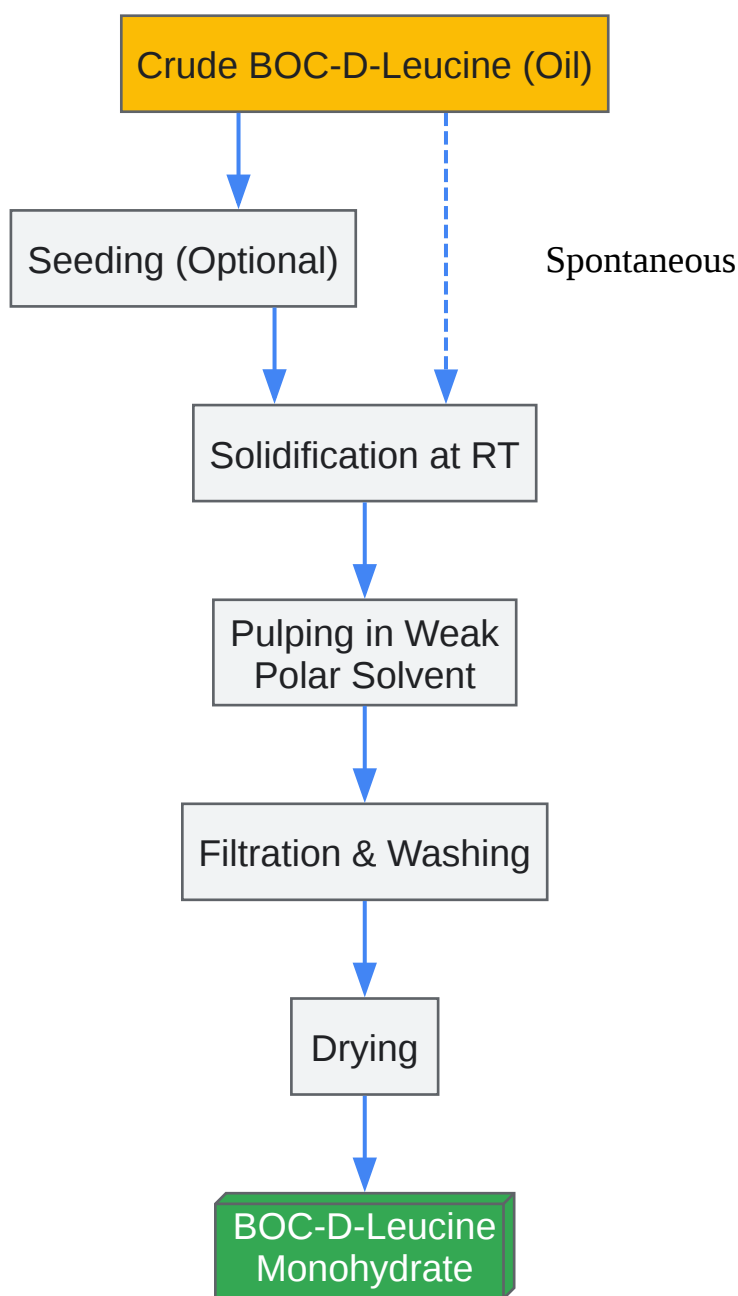 Crude BOC-D-Leucine (Oil)
Seeding (Optional)
Spontaneous
Solidification at RT
Pulping in Weak
Polar Solvent
Filtration & Washing
Drying
BOC-D-Leucine
Monohydrate